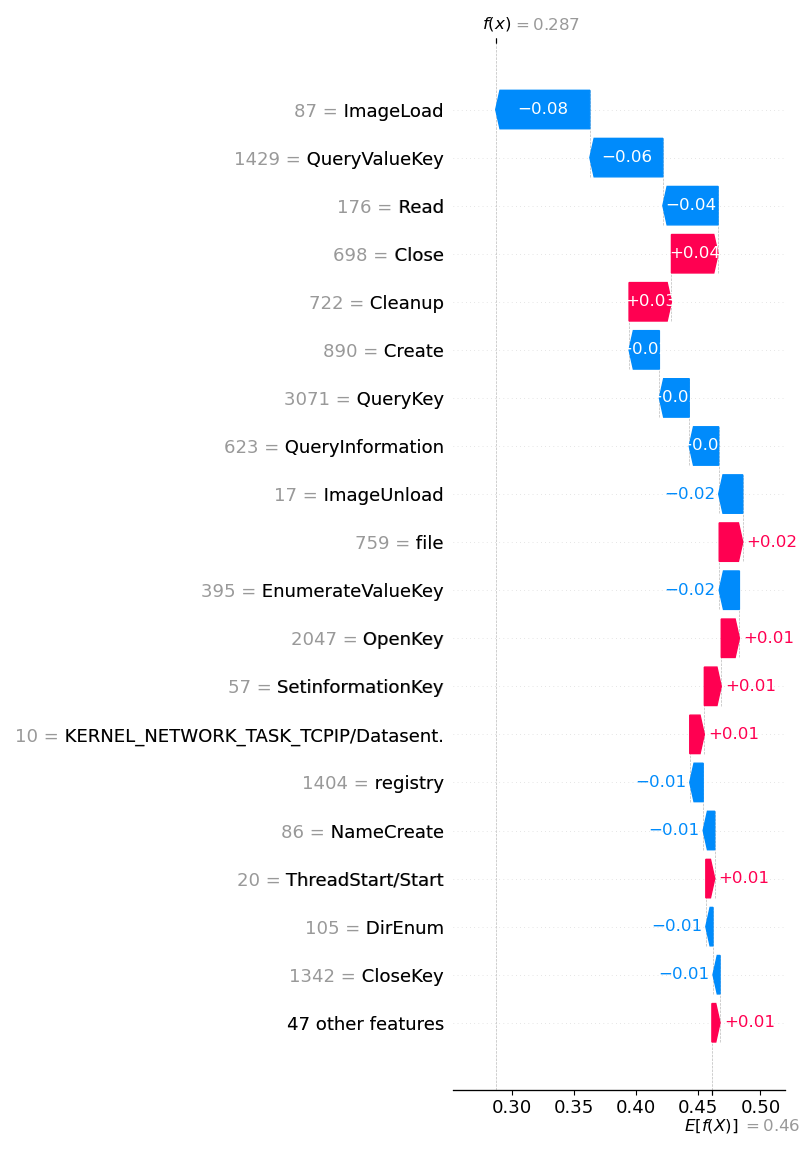 f(x) = 0.287
87 = ImageLoad −0.08
1429 = QueryValueKey −0.06
176 = Read −0.04
698 = Close +0.04
722 = Cleanup +0.03
890 = Create
3071 = QueryKey
623 = QueryInformation
17 = ImageUnload −0.02
759 = file +0.02
395 = EnumerateValueKey −0.02
2047 = OpenKey +0.01
57 = SetinformationKey +0.01
10 = KERNEL_NETWORK_TASK_TCPIP/Datasent. +0.01
1404 = registry −0.01
86 = NameCreate −0.01
20 = ThreadStart/Start +0.01
105 = DirEnum −0.01
1342 = CloseKey −0.01
47 other features +0.01
0.30 0.35 0.40 0.45 0.50
E[f(X)] = 0.46